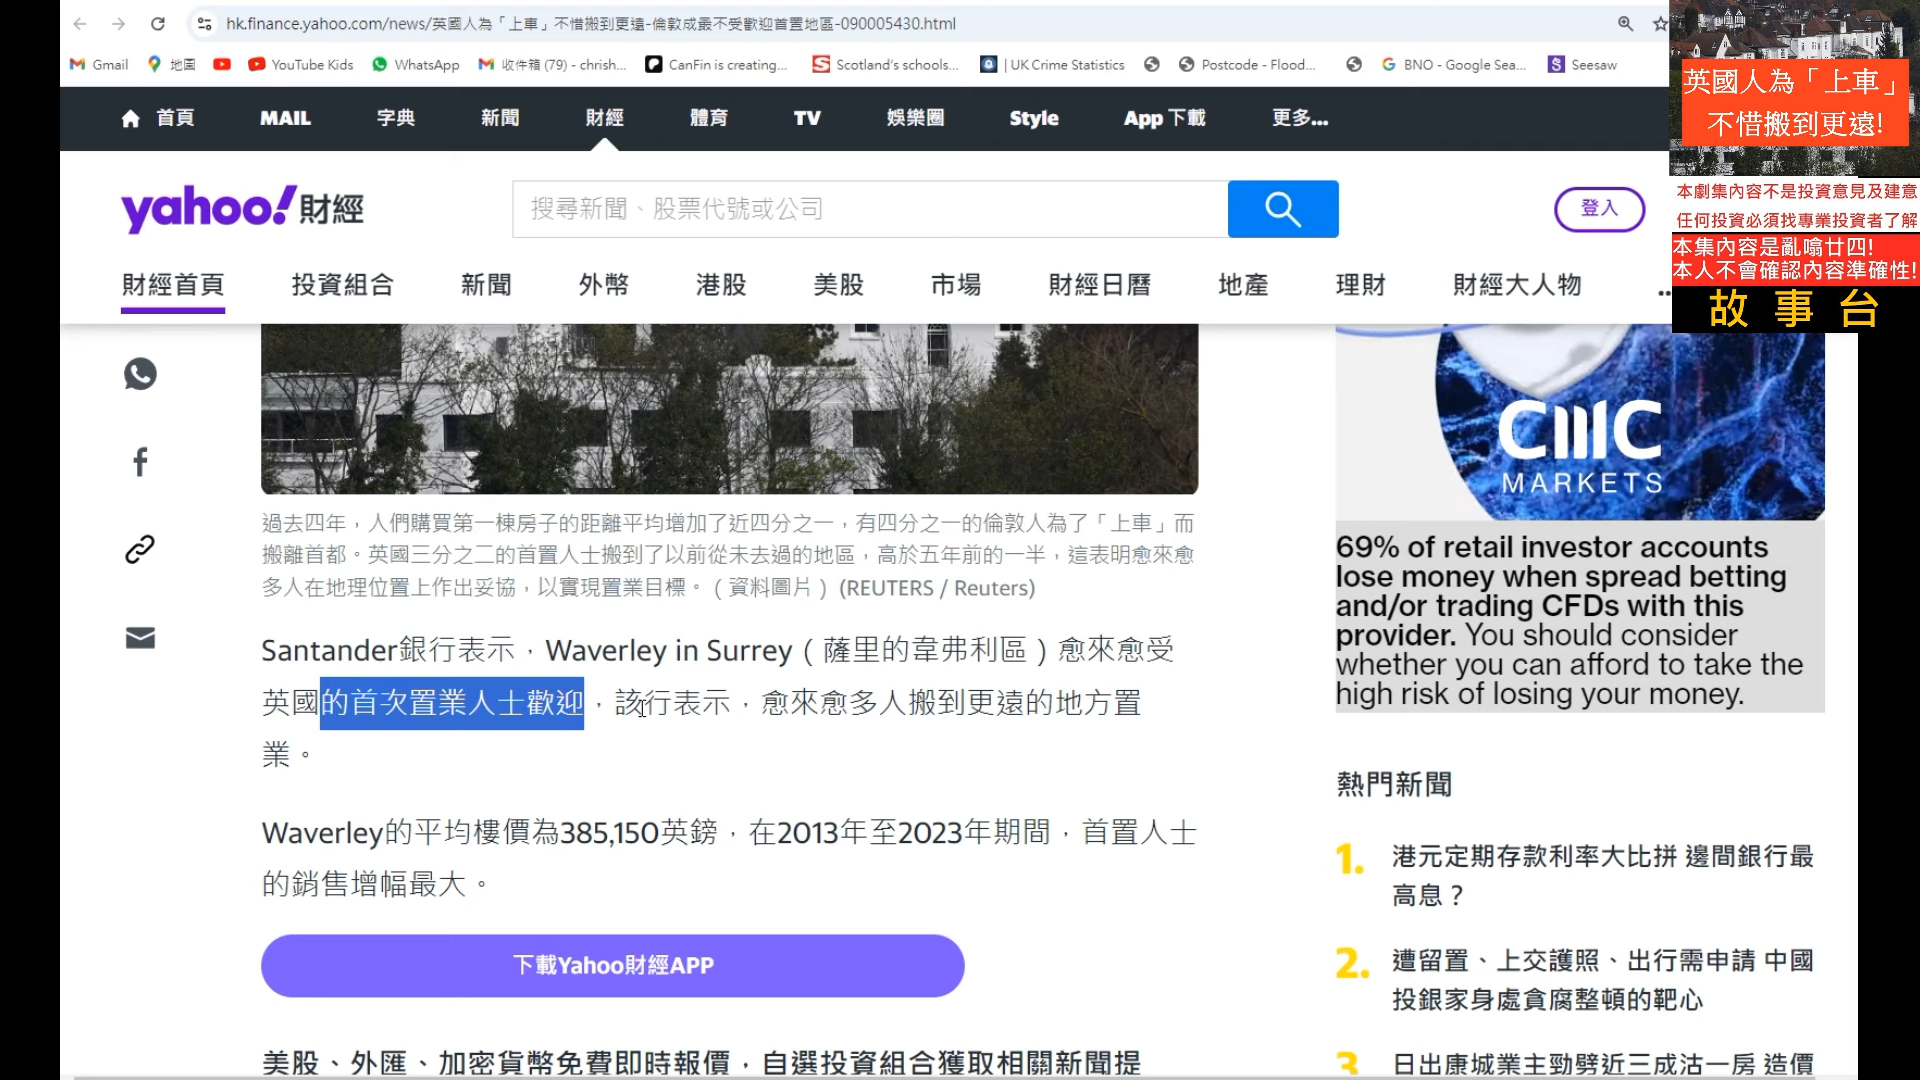 hk.finance.yahoo.com/news/英國人為「上車」不惜搬到更遠-倫敦成最不受歡迎首置地區-090005430.html
Gmail 地圖 YouTube Kids WhatsApp 收件箱 (79) - chrish... CanFin is creating... Scotland's schools... | UK Crime Statistics Postcode - Flood... BNO - Google Sea... Seesaw
首頁 MAIL 字典 新聞 財經 體育 TV 娛樂圈 Style App 下載 更多...
yahoo!財經
搜尋新聞、股票代號或公司
登入
財經首頁 投資組合 新聞 外幣 港股 美股 市場 財經日曆 地產 理財 財經大人物 ...
英國人為「上車」
不惜搬到更遠!
本劇集內容不是投資意見及建意
任何投資必須找專業投資者了解
本集內容是亂噏廿四!
本人不會確認內容準確性!
故事台
過去四年，人們購買第一棟房子的距離平均增加了近四分之一，有四分之一的倫敦人為了「上車」而
搬離首都。英國三分之二的首置人士搬到了以前從未去過的地區，高於五年前的一半，這表明愈來愈
多人在地理位置上作出妥協，以實現置業目標。（資料圖片）(REUTERS / Reuters)
Santander銀行表示，Waverley in Surrey（薩里的韋弗利區）愈來愈受
英國的首次置業人士歡迎，該行表示，愈來愈多人搬到更遠的地方置
業。
Waverley的平均樓價為385,150英鎊，在2013年至2023年期間，首置人士
的銷售增幅最大。
下載Yahoo財經APP
美股、外匯、加密貨幣免費即時報價，自選投資組合獲取相關新聞提
CMC
MARKETS
69% of retail investor accounts
lose money when spread betting
and/or trading CFDs with this
provider. You should consider
whether you can afford to take the
high risk of losing your money.
熱門新聞
1. 港元定期存款利率大比拼 邊間銀行最
高息？
2. 遭留置、上交護照、出行需申請 中國
投銀家身處貪腐整頓的靶心
3 日出康城業主勁劈近三成沽一房 造價